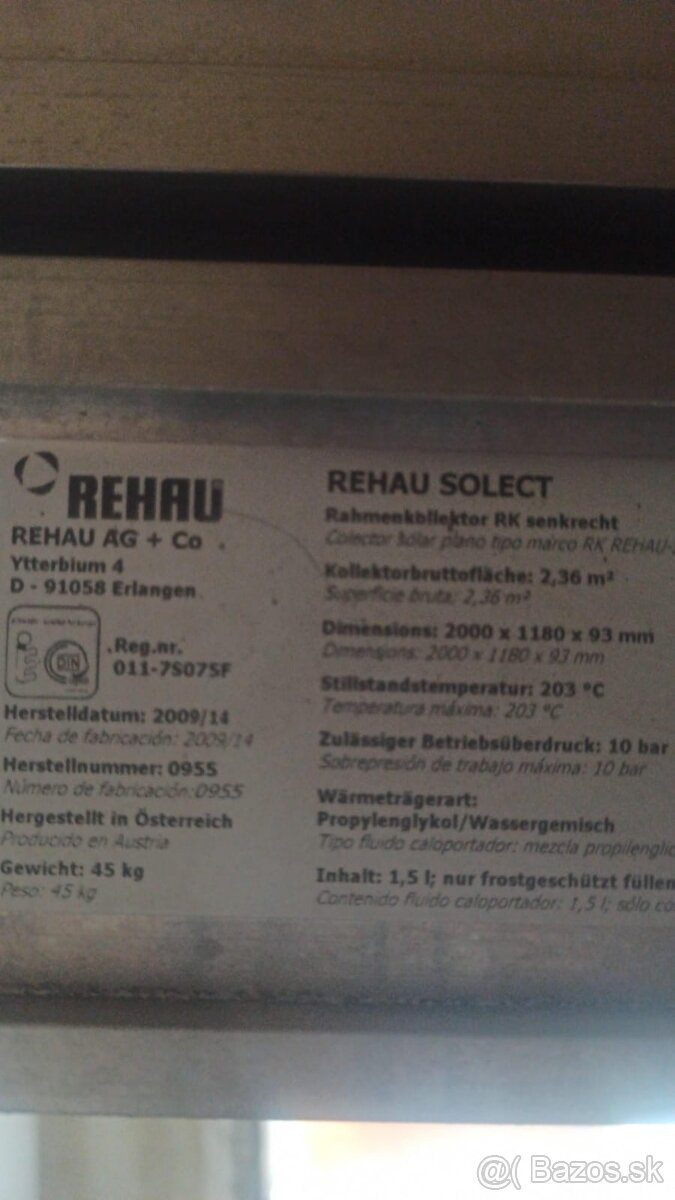 REHAU
REHAU AG + Co
Ytterbium 4
D - 91058 Erlangen
DIN
Reg.nr.
011-7S075F
Herstelldatum: 2009/14
Fecha de fabricación: 2009/14
Herstellnummer: 0955
Número de fabricación: 0955
Hergestellt in Österreich
Producido en Austria
Gewicht: 45 kg
Peso: 45 kg
REHAU SOLECT
Rahmenkollektor RK senkrecht
Colector solar plano tipo marco RK REHAU-
Kollektorbruttofläche: 2,36 m²
Superficie bruta: 2,36 m²
Dimensions: 2000 x 1180 x 93 mm
Dimensions: 2000 x 1180 x 93 mm
Stillstandstemperatur: 203 °C
Temperatura máxima: 203 °C
Zulässiger Betriebsüberdruck: 10 bar
Sobrepresión de trabajo máxima: 10 bar
Wärmeträgerart:
Propylenglykol/Wassergemisch
Tipo fluido caloportador: mezcla propilenglic
Inhalt: 1,5 l; nur frostgeschützt füllen
Contenido fluido caloportador: 1,5 l; sólo co
@( Bazos.sk